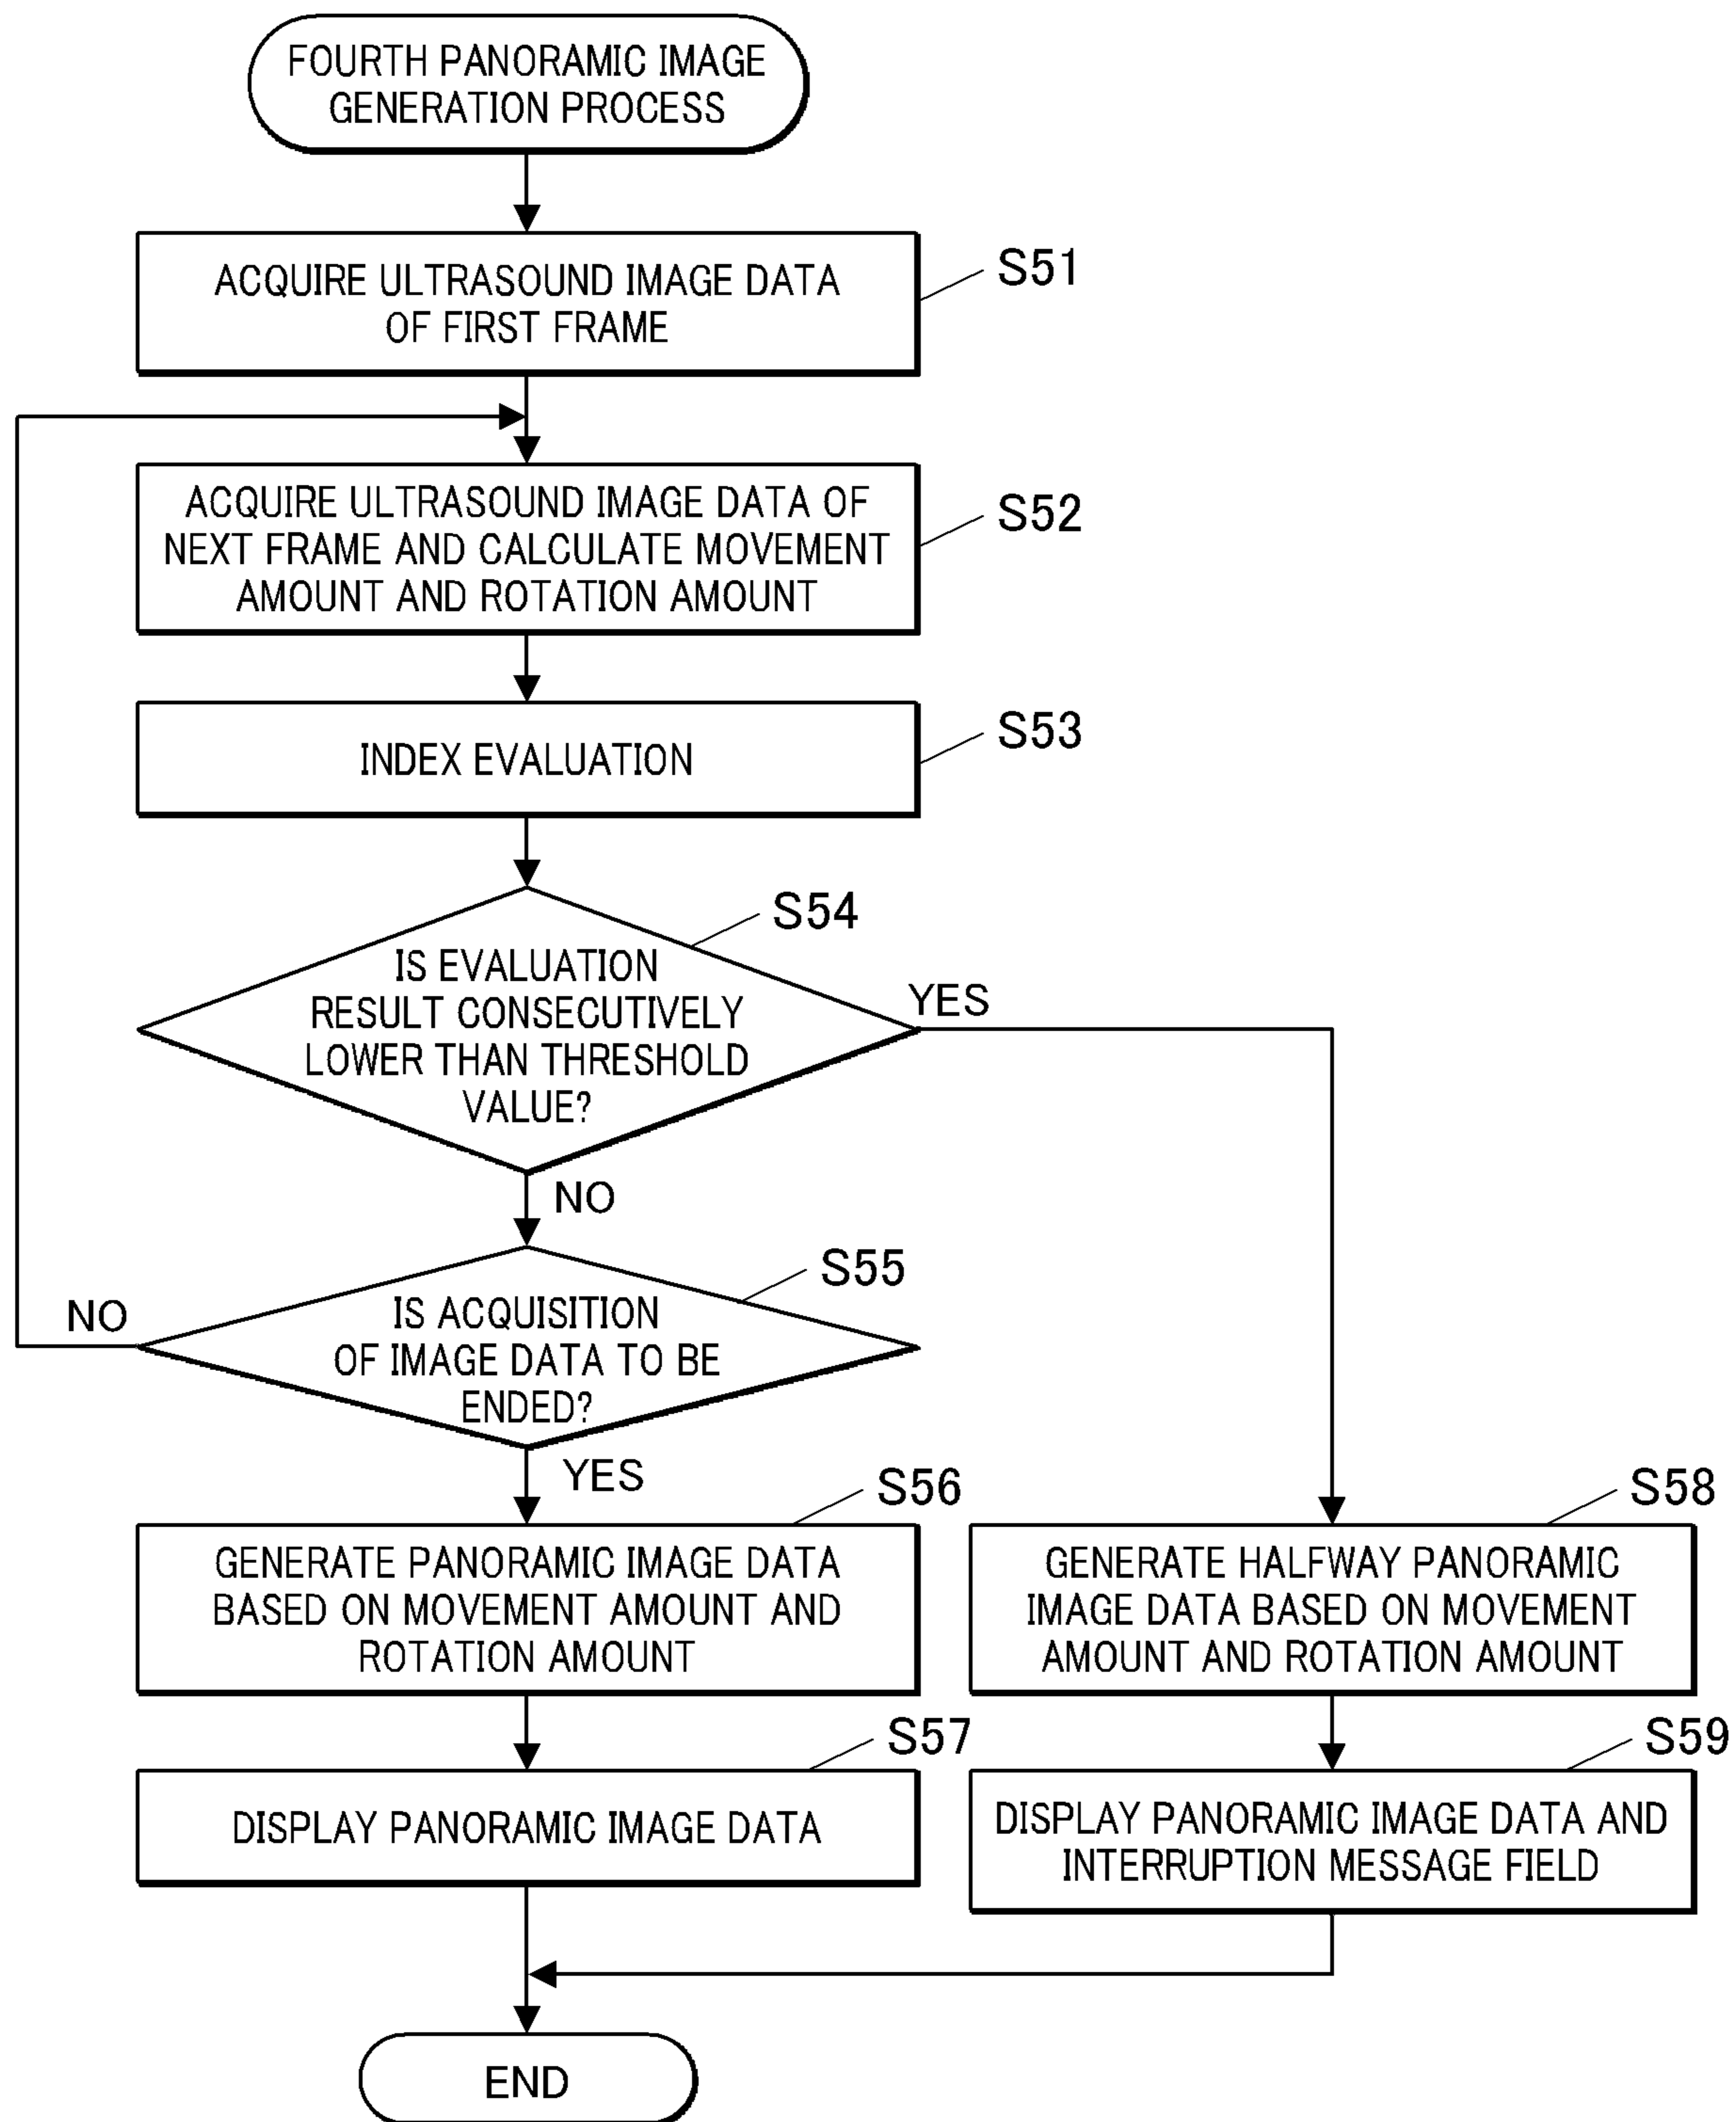 FOURTH PANORAMIC IMAGE
GENERATION PROCESS
ACQUIRE ULTRASOUND IMAGE DATA
OF FIRST FRAME
S51
ACQUIRE ULTRASOUND IMAGE DATA OF
NEXT FRAME AND CALCULATE MOVEMENT
AMOUNT AND ROTATION AMOUNT
S52
INDEX EVALUATION
S53
S54
IS EVALUATION
RESULT CONSECUTIVELY
LOWER THAN THRESHOLD
VALUE?
YES
NO
S55
IS ACQUISITION
OF IMAGE DATA TO BE
ENDED?
NO
YES
S56
GENERATE PANORAMIC IMAGE DATA
BASED ON MOVEMENT AMOUNT AND
ROTATION AMOUNT
S58
GENERATE HALFWAY PANORAMIC
IMAGE DATA BASED ON MOVEMENT
AMOUNT AND ROTATION AMOUNT
S57
DISPLAY PANORAMIC IMAGE DATA
S59
DISPLAY PANORAMIC IMAGE DATA AND
INTERRUPTION MESSAGE FIELD
END